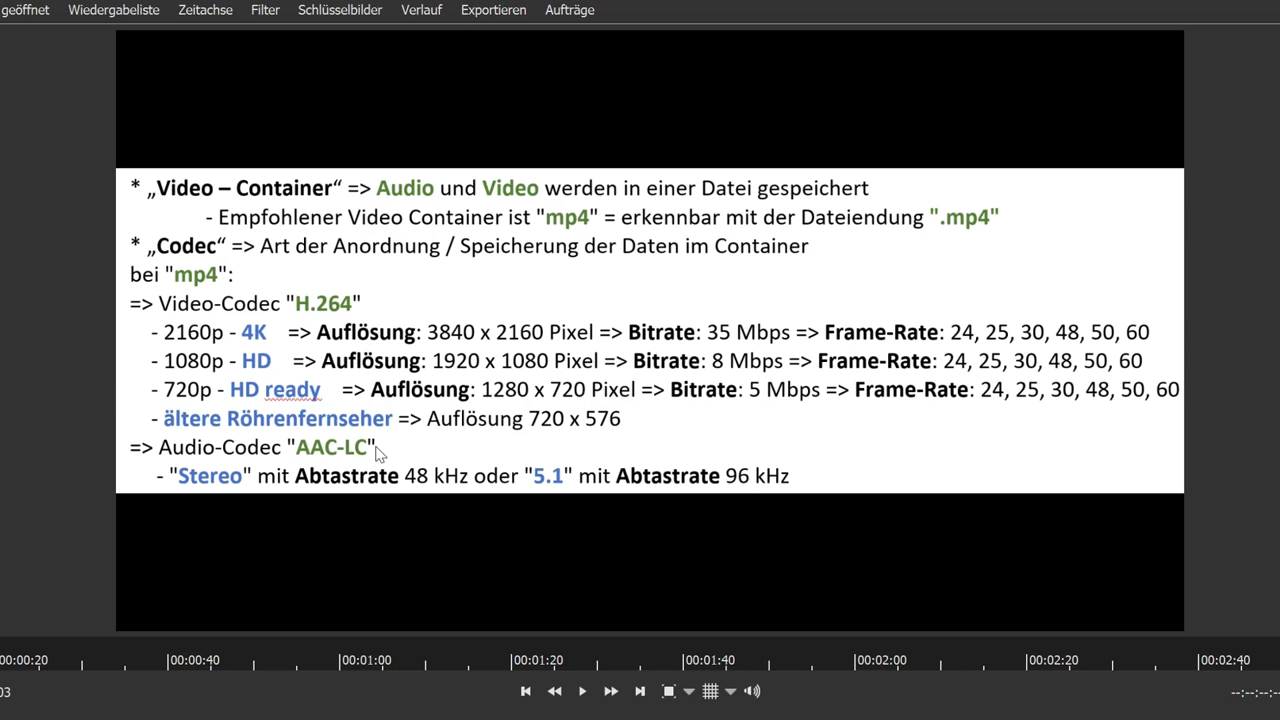 geöffnet Wiedergabeliste Zeitachse Filter Schlüsselbilder Verlauf Exportieren Aufträge
* „Video – Container“ => Audio und Video werden in einer Datei gespeichert
- Empfohlener Video Container ist "mp4" = erkennbar mit der Dateiendung ".mp4"
* „Codec“ => Art der Anordnung / Speicherung der Daten im Container
bei "mp4":
=> Video-Codec "H.264"
- 2160p - 4K => Auflösung: 3840 x 2160 Pixel => Bitrate: 35 Mbps => Frame-Rate: 24, 25, 30, 48, 50, 60
- 1080p - HD => Auflösung: 1920 x 1080 Pixel => Bitrate: 8 Mbps => Frame-Rate: 24, 25, 30, 48, 50, 60
- 720p - HD ready => Auflösung: 1280 x 720 Pixel => Bitrate: 5 Mbps => Frame-Rate: 24, 25, 30, 48, 50, 60
- ältere Röhrenfernseher => Auflösung 720 x 576
=> Audio-Codec "AAC-LC"
- "Stereo" mit Abtastrate 48 kHz oder "5.1" mit Abtastrate 96 kHz
00:00:20 00:00:40 00:01:00 00:01:20 00:01:40 00:02:00 00:02:20 00:02:40
03 --:--:--:-